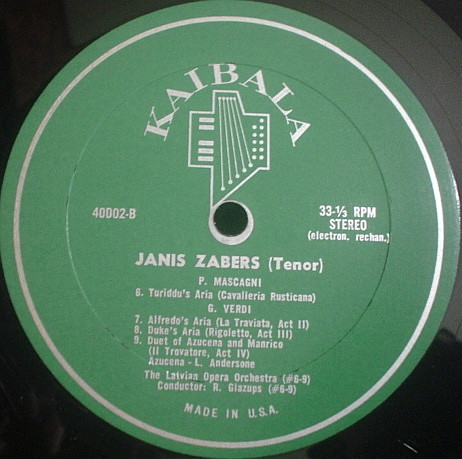 KAIBALA
40D02-B
33-⅓ RPM
STEREO
(electron. rechan.)
JANIS ZABERS (Tenor)
P. MASCAGNI
6. Turiddu's Aria (Cavalleria Rusticana)
G. VERDI
7. Alfredo's Aria (La Traviata, Act II)
8. Duke's Aria (Rigoletto, Act III)
9. Duet of Azucena and Manrico
(Il Trovatore, Act IV)
Azucena - L. Andersone
The Latvian Opera Orchestra (#6-9)
Conductor: R. Glazups (#6-9)
MADE IN U.S.A.